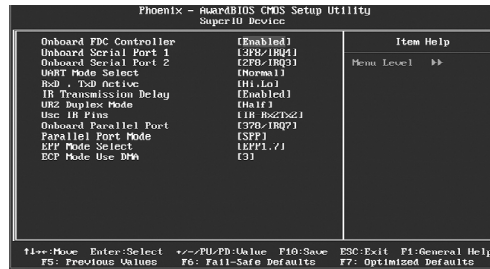 Phoenix - AwardBIOS CMOS Setup Utility
SuperIO Device
Onboard FDC Controller [Enabled]
Onboard Serial Port 1 [3F8/IRQ4]
Onboard Serial Port 2 [2F8/IRQ3]
UART Mode Select [Normal]
RxD , TxD Active [Hi,Lo]
IR Transmission Delay [Enabled]
UR2 Duplex Mode [Half]
Use IR Pins [IR-Rx2Tx2]
Onboard Parallel Port [378/IRQ7]
Parallel Port Mode [SPP]
EPP Mode Select [EPP1.7]
ECP Mode Use DMA [3]
Item Help
Menu Level ▸▸
↑↓→←:Move Enter:Select +/-/PU/PD:Value F10:Save ESC:Exit F1:General Help
F5: Previous Values F6: Fail-Safe Defaults F7: Optimized Defaults